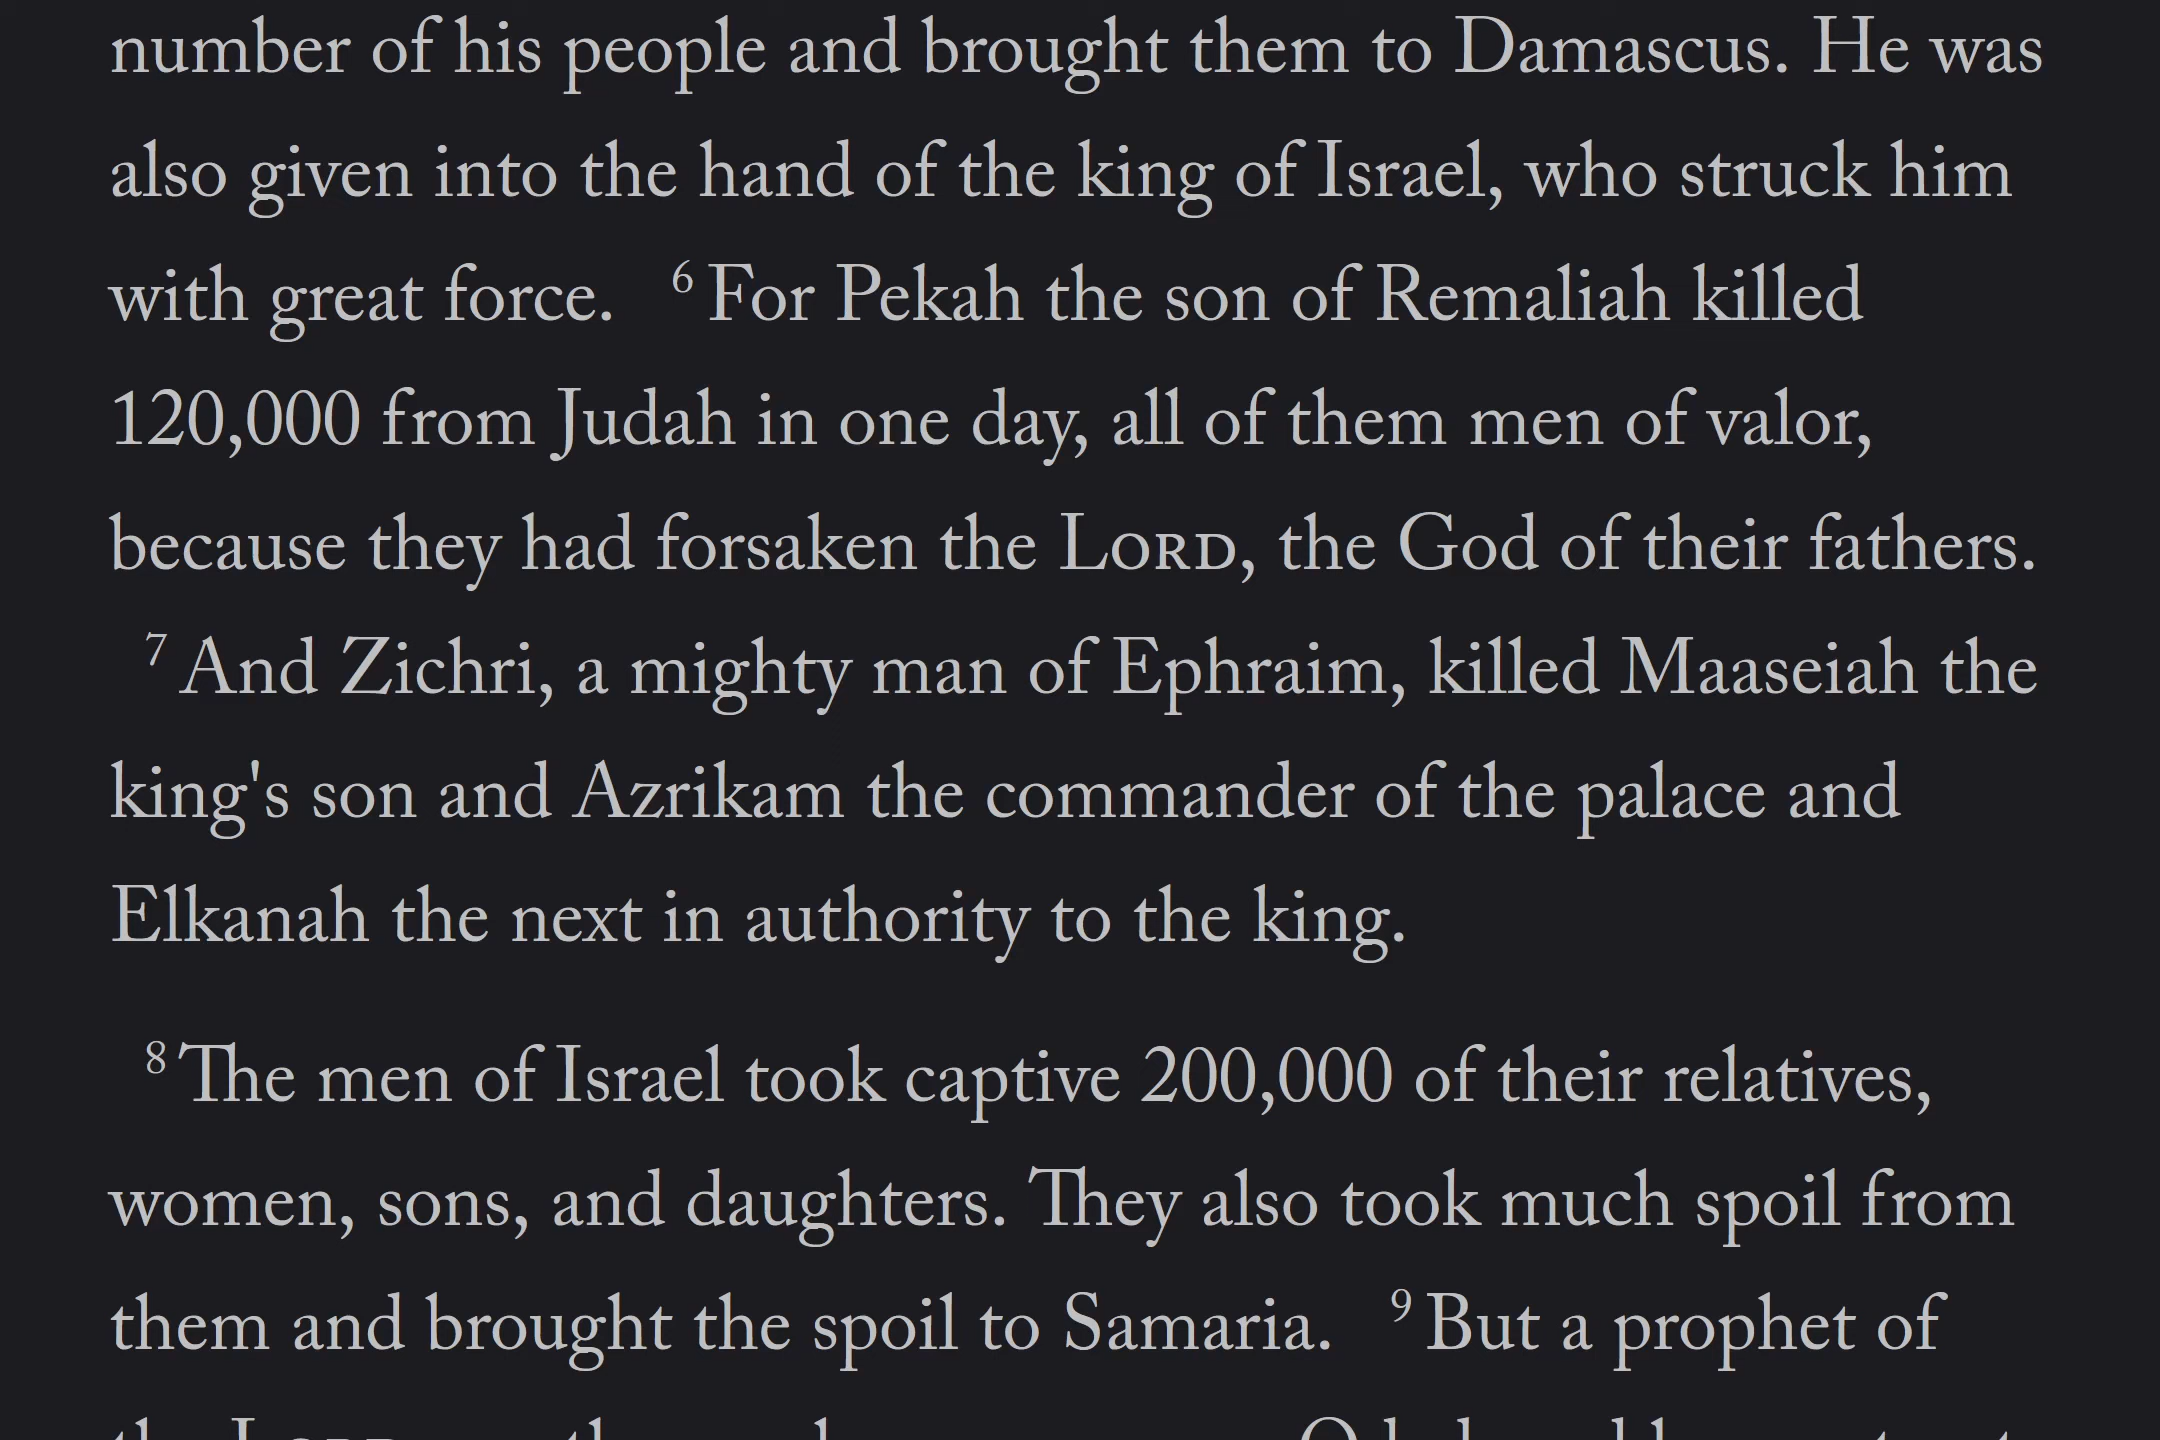 number of his people and brought them to Damascus. He was
also given into the hand of the king of Israel, who struck him
with great force. 6 For Pekah the son of Remaliah killed
120,000 from Judah in one day, all of them men of valor,
because they had forsaken the LORD, the God of their fathers.
7 And Zichri, a mighty man of Ephraim, killed Maaseiah the
king's son and Azrikam the commander of the palace and
Elkanah the next in authority to the king.
8 The men of Israel took captive 200,000 of their relatives,
women, sons, and daughters. They also took much spoil from
them and brought the spoil to Samaria. 9 But a prophet of
the LORD